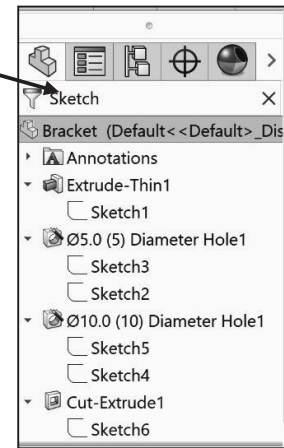 Sketch
Bracket (Default<<Default>_Dis
Annotations
Extrude-Thin1
Sketch1
Ø5.0 (5) Diameter Hole1
Sketch3
Sketch2
Ø10.0 (10) Diameter Hole1
Sketch5
Sketch4
Cut-Extrude1
Sketch6